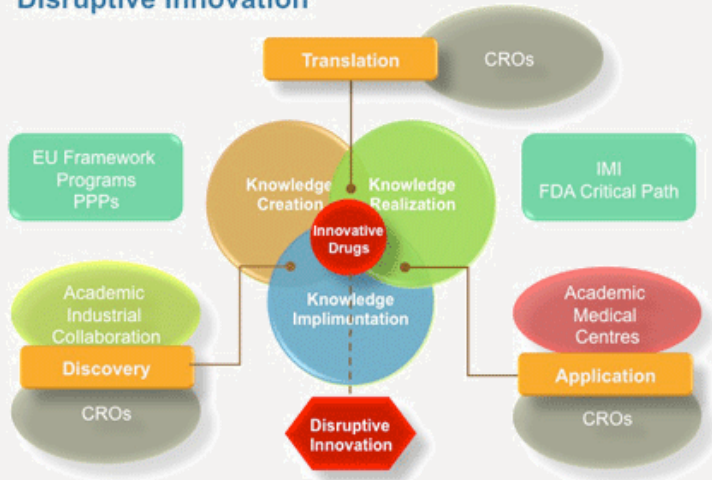 Disruptive Innovation
Translation
CROs
EU Framework
Programs
PPPs
IMI
FDA Critical Path
Knowledge
Creation
Knowledge
Realization
Innovative
Drugs
Knowledge
Implimentation
Academic
Industrial
Collaboration
Discovery
CROs
Academic
Medical
Centres
Application
CROs
Disruptive
Innovation